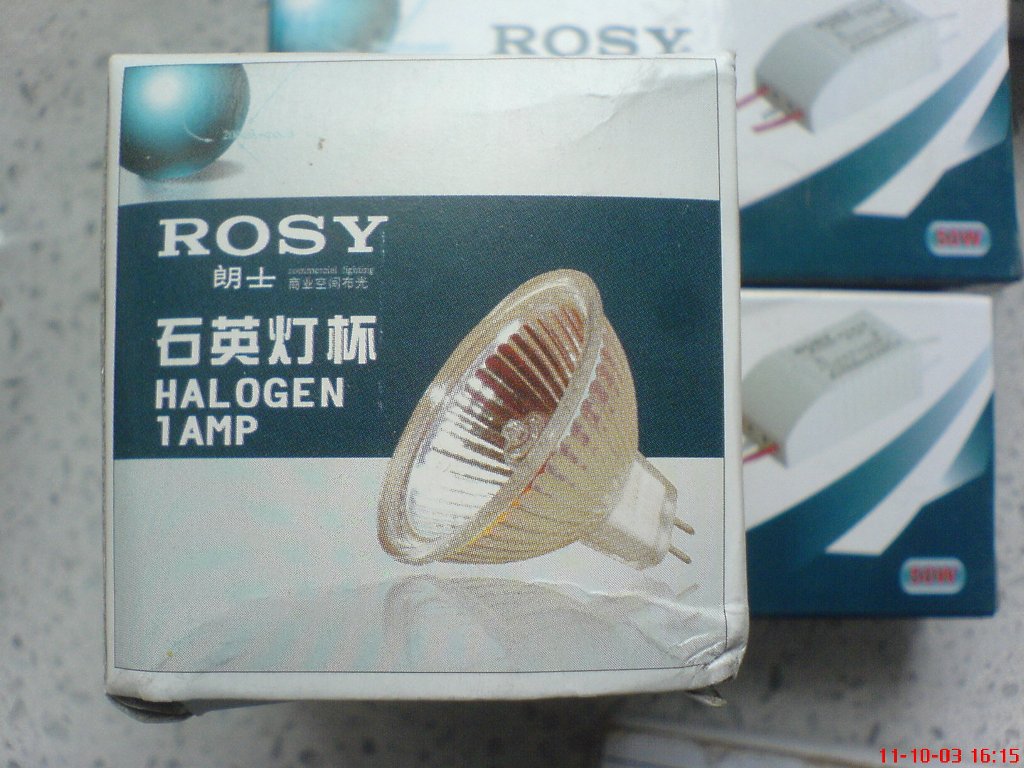 ROSY
ROSY
朗士 commercial lighting
商业空间布光
石英灯杯
HALOGEN
1AMP
50W
50W
11-10-03 16:15